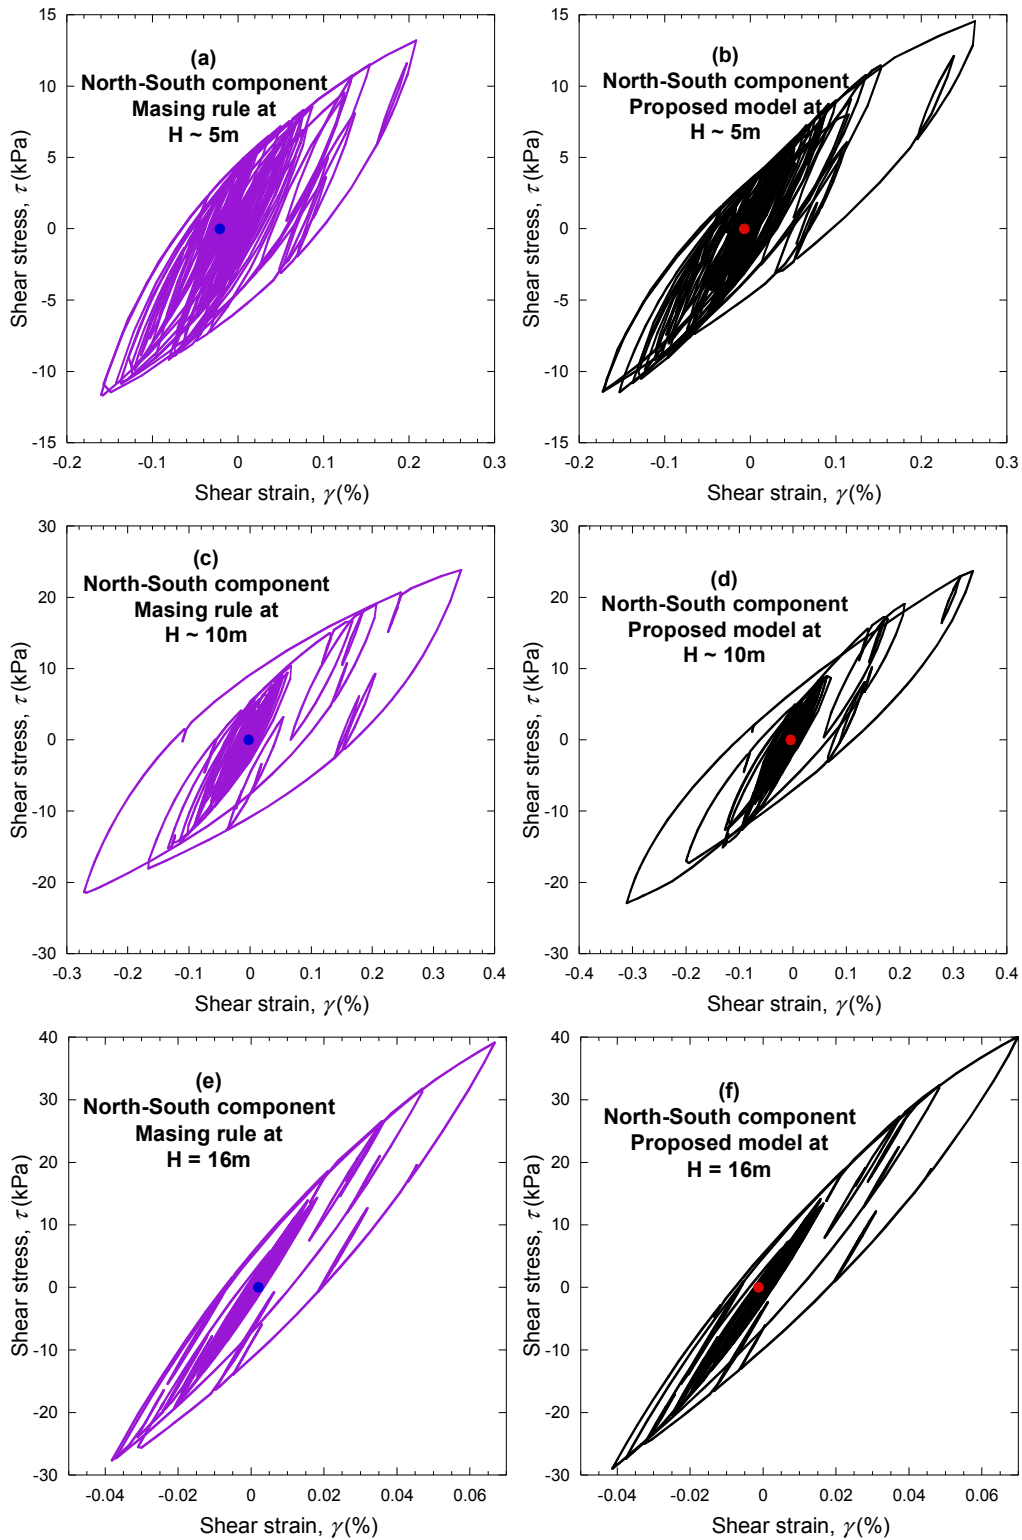 (a)
North-South component
Masing rule at
H ~ 5m
15
10
5
0
-5
-10
-15
-0.2
-0.1
0
0.1
0.2
0.3
Shear stress, τ (kPa)
Shear strain, γ (%)
(b)
North-South component
Proposed model at
H ~ 5m
15
10
5
0
-5
-10
-15
-0.2
-0.1
0
0.1
0.2
0.3
Shear stress, τ (kPa)
Shear strain, γ (%)
(c)
North-South component
Masing rule at
H ~ 10m
30
20
10
0
-10
-20
-30
-0.3
-0.2
-0.1
0
0.1
0.2
0.3
0.4
Shear stress, τ (kPa)
Shear strain, γ (%)
(d)
North-South component
Proposed model at
H ~ 10m
30
20
10
0
-10
-20
-30
-0.4
-0.3
-0.2
-0.1
0
0.1
0.2
0.3
0.4
Shear stress, τ (kPa)
Shear strain, γ (%)
(e)
North-South component
Masing rule at
H = 16m
40
30
20
10
0
-10
-20
-30
-0.04
-0.02
0
0.02
0.04
0.06
Shear stress, τ (kPa)
Shear strain, γ (%)
(f)
North-South component
Proposed model at
H = 16m
40
30
20
10
0
-10
-20
-30
-0.04
-0.02
0
0.02
0.04
0.06
Shear stress, τ (kPa)
Shear strain, γ (%)